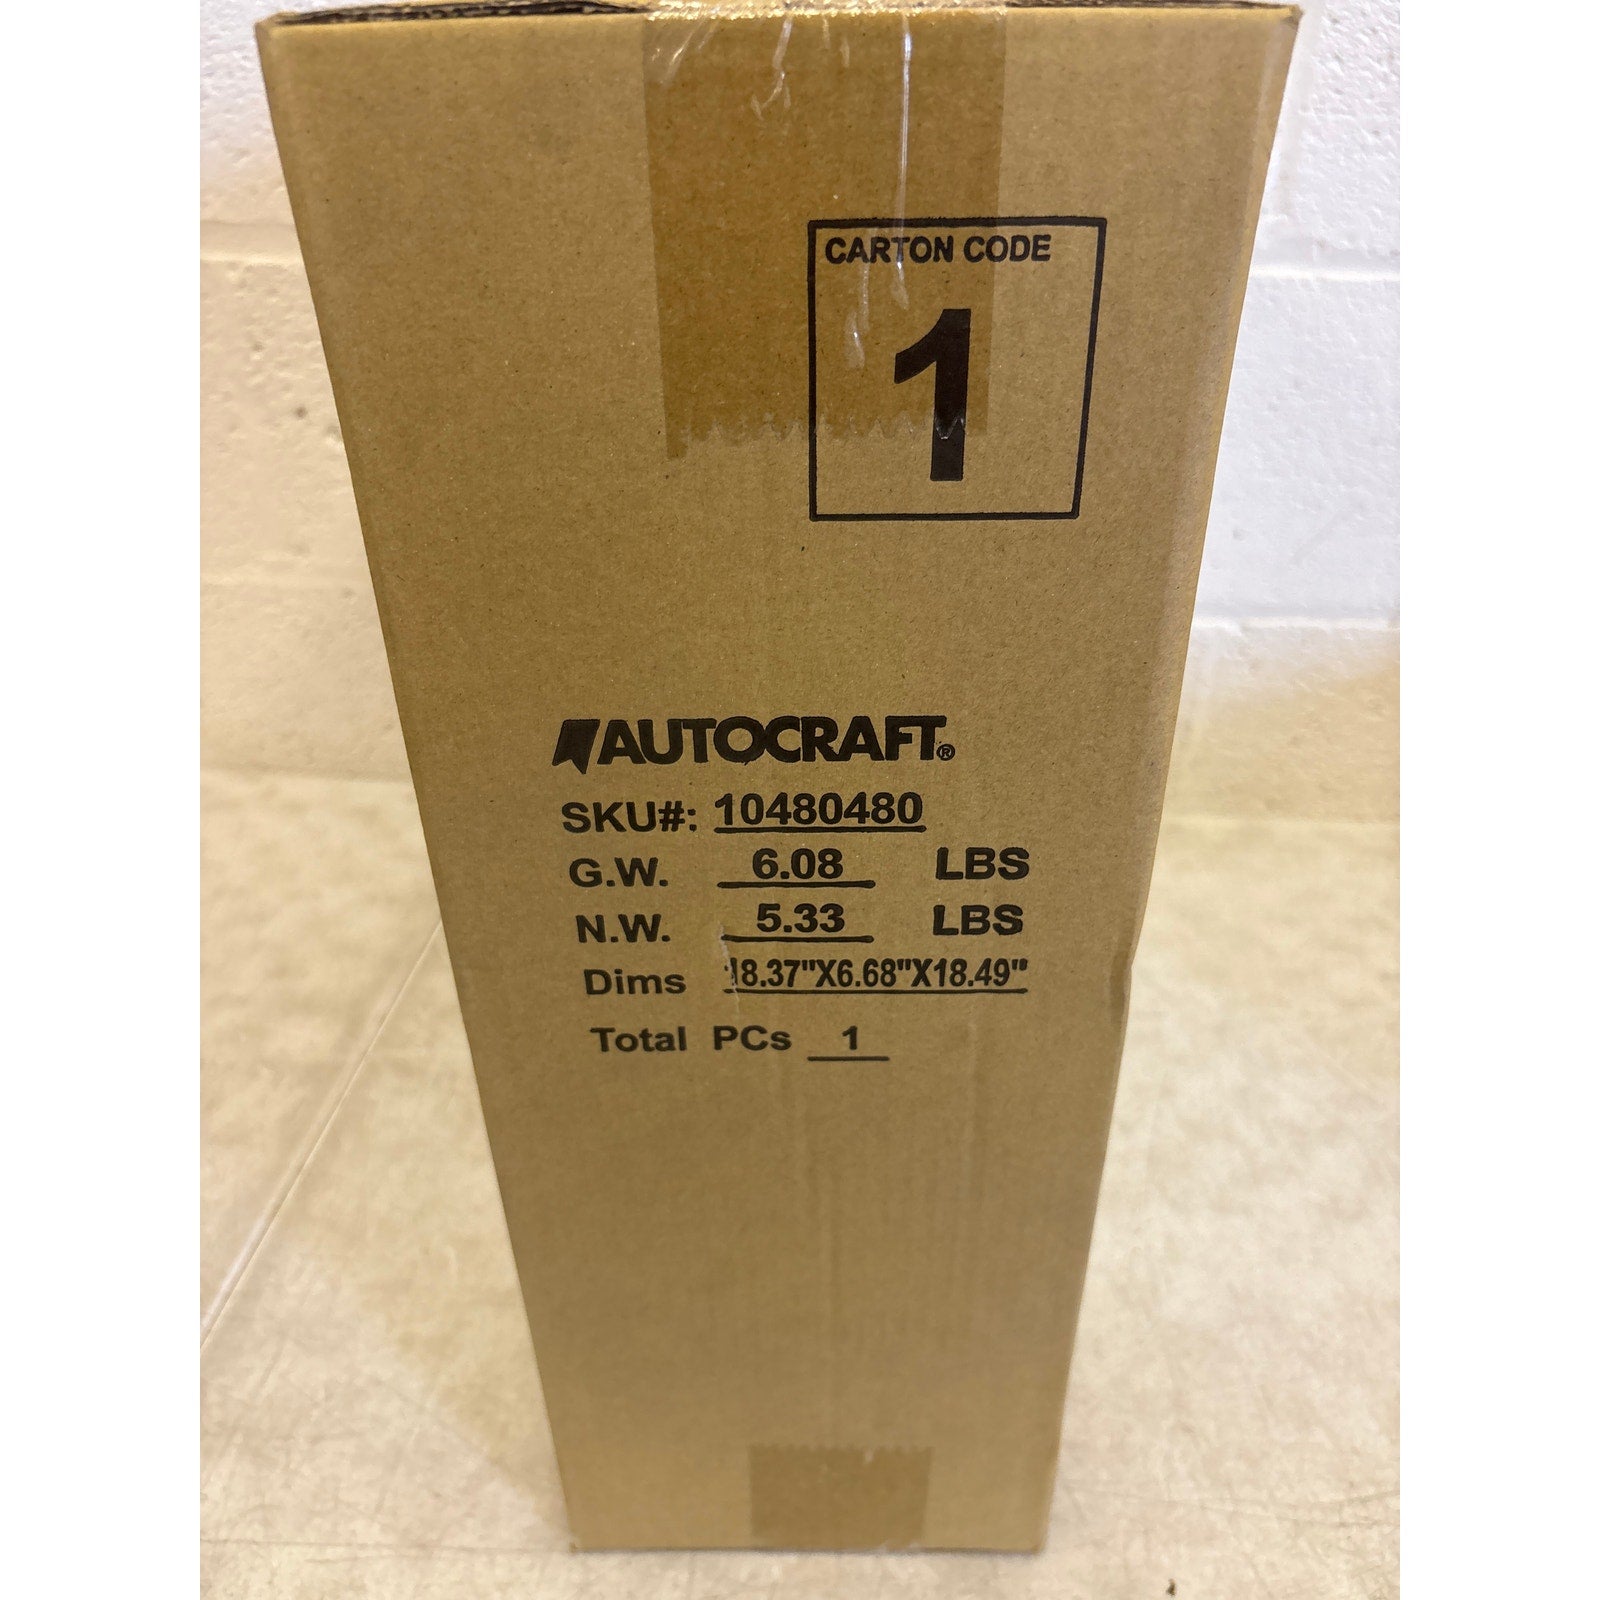 CARTON CODE
1
AUTOCRAFT®
SKU#: 10480480
G.W. 6.08 LBS
N.W. 5.33 LBS
Dims 18.37"X6.68"X18.49"
Total PCs 1